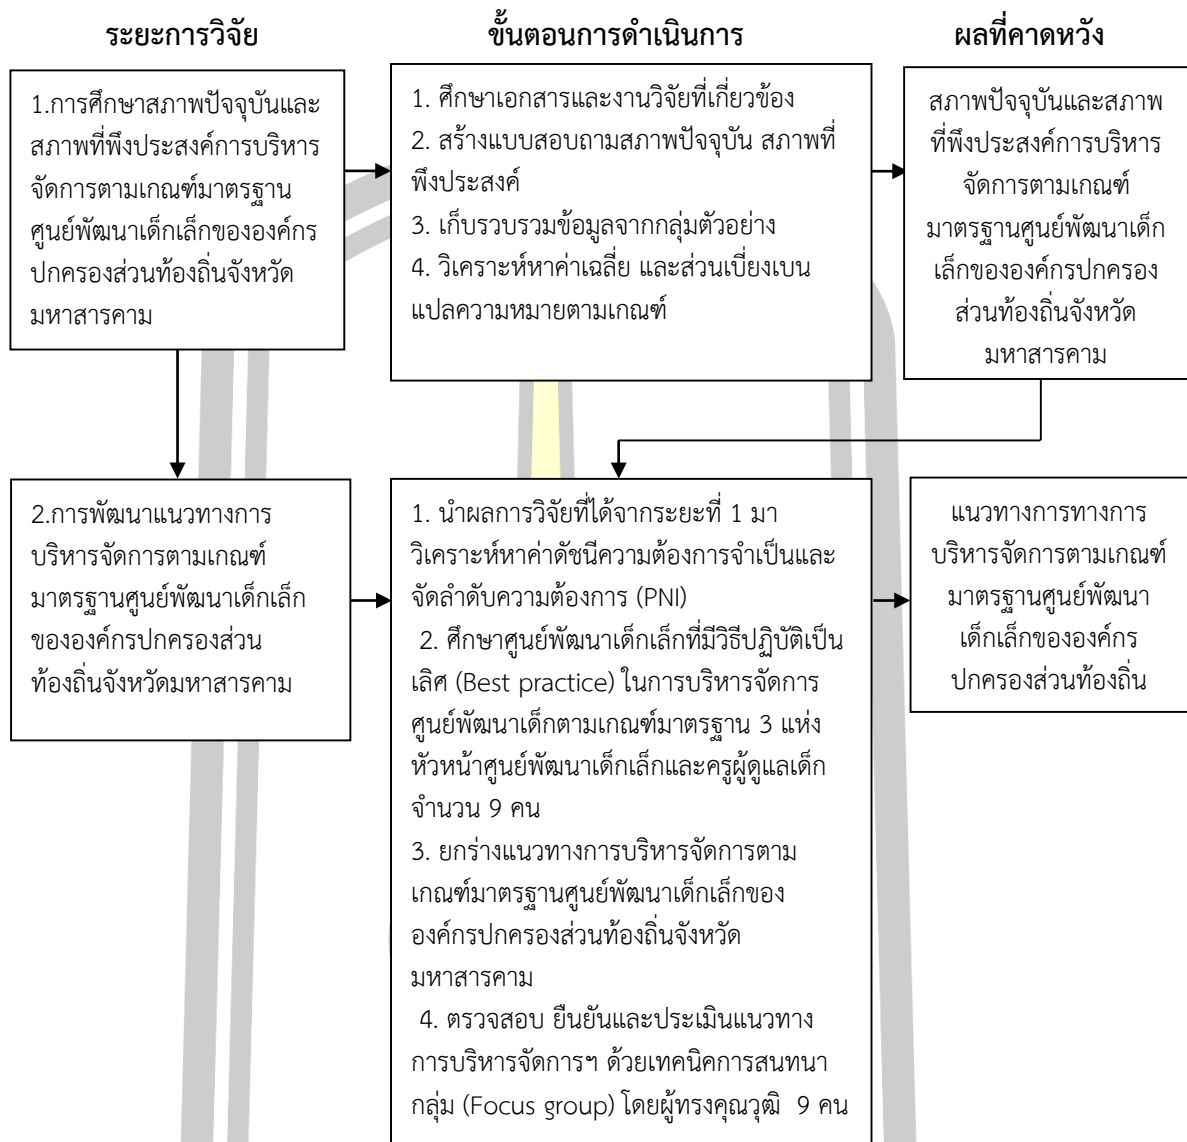 ระยะการวิจัย
ขั้นตอนการดำเนินการ
ผลที่คาดหวัง
1.การศึกษาสภาพปัจจุบันและ
สภาพที่พึงประสงค์การบริหาร
จัดการตามเกณฑ์มาตรฐาน
ศูนย์พัฒนาเด็กเล็กขององค์กร
ปกครองส่วนท้องถิ่นจังหวัด
มหาสารคาม
1. ศึกษาเอกสารและงานวิจัยที่เกี่ยวข้อง
2. สร้างแบบสอบถามสภาพปัจจุบัน สภาพที่
พึงประสงค์
3. เก็บรวบรวมข้อมูลจากกลุ่มตัวอย่าง
4. วิเคราะห์หาค่าเฉลี่ย และส่วนเบี่ยงเบน
แปลความหมายตามเกณฑ์
สภาพปัจจุบันและสภาพ
ที่พึงประสงค์การบริหาร
จัดการตามเกณฑ์
มาตรฐานศูนย์พัฒนาเด็ก
เล็กขององค์กรปกครอง
ส่วนท้องถิ่นจังหวัด
มหาสารคาม
2.การพัฒนาแนวทางการ
บริหารจัดการตามเกณฑ์
มาตรฐานศูนย์พัฒนาเด็กเล็ก
ขององค์กรปกครองส่วน
ท้องถิ่นจังหวัดมหาสารคาม
1. นำผลการวิจัยที่ได้จากระยะที่ 1 มา
วิเคราะห์หาค่าดัชนีความต้องการจำเป็นและ
จัดลำดับความต้องการ (PNI)
2. ศึกษาศูนย์พัฒนาเด็กเล็กที่มีวิธีปฏิบัติเป็น
เลิศ (Best practice) ในการบริหารจัดการ
ศูนย์พัฒนาเด็กตามเกณฑ์มาตรฐาน 3 แห่ง
หัวหน้าศูนย์พัฒนาเด็กเล็กและครูผู้ดูแลเด็ก
จำนวน 9 คน
3. ยกร่างแนวทางการบริหารจัดการตาม
เกณฑ์มาตรฐานศูนย์พัฒนาเด็กเล็กของ
องค์กรปกครองส่วนท้องถิ่นจังหวัด
มหาสารคาม
4. ตรวจสอบ ยืนยันและประเมินแนวทาง
การบริหารจัดการฯ ด้วยเทคนิคการสนทนา
กลุ่ม (Focus group) โดยผู้ทรงคุณวุฒิ 9 คน
แนวทางการทางการ
บริหารจัดการตามเกณฑ์
มาตรฐานศูนย์พัฒนา
เด็กเล็กขององค์กร
ปกครองส่วนท้องถิ่น